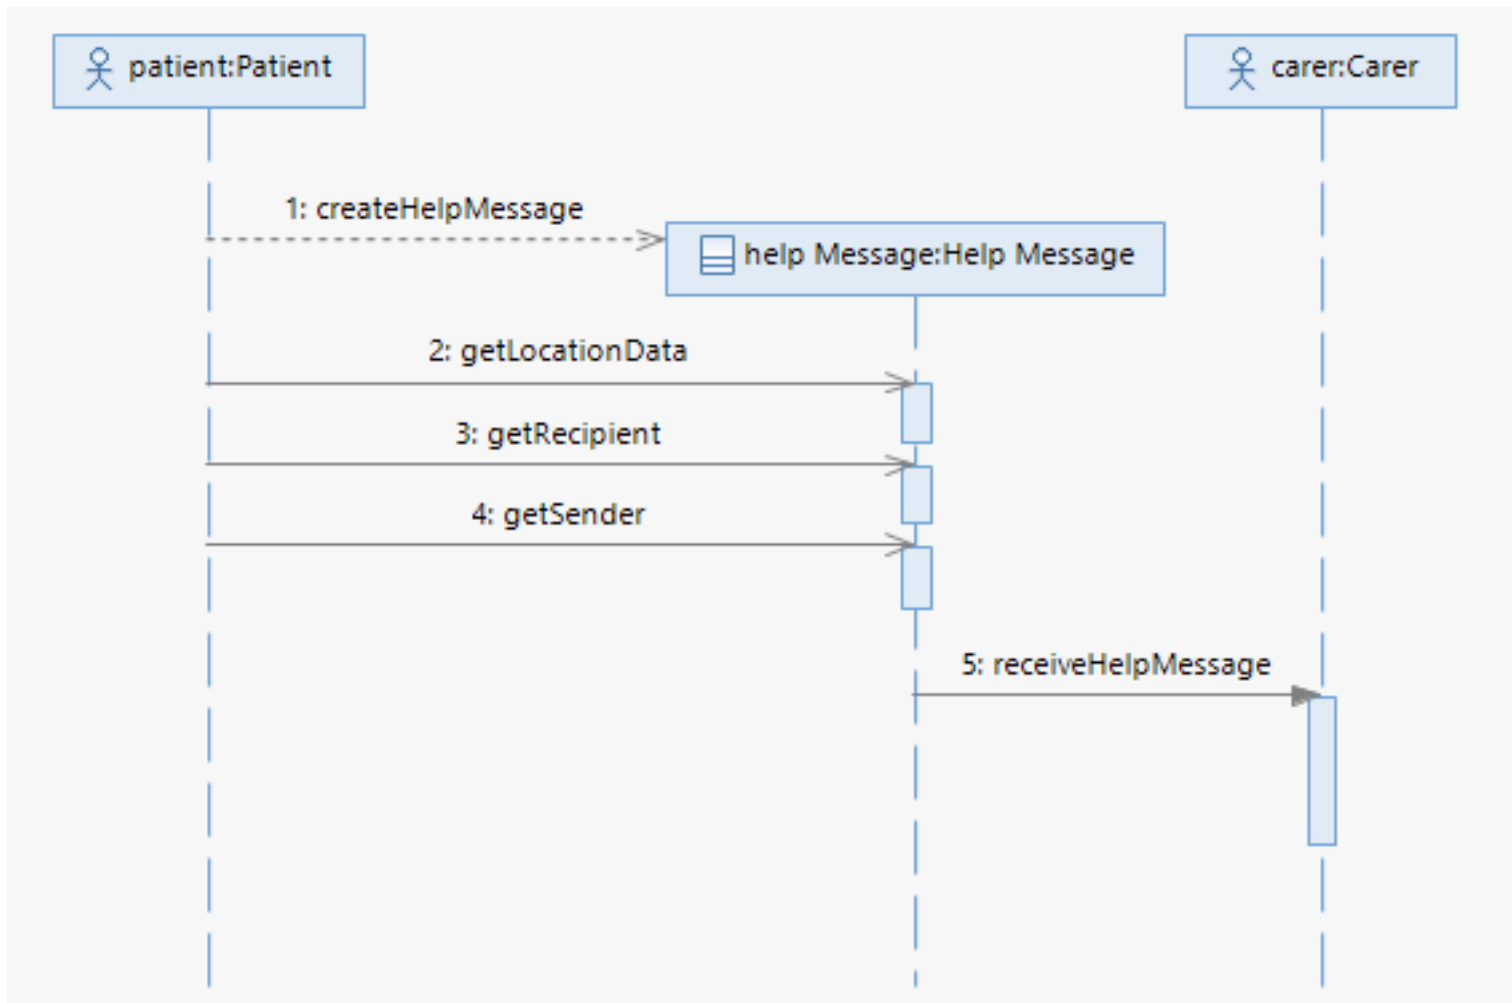 patient:Patient
carer:Carer
1: createHelpMessage
help Message:Help Message
2: getLocationData
3: getRecipient
4: getSender
5: receiveHelpMessage